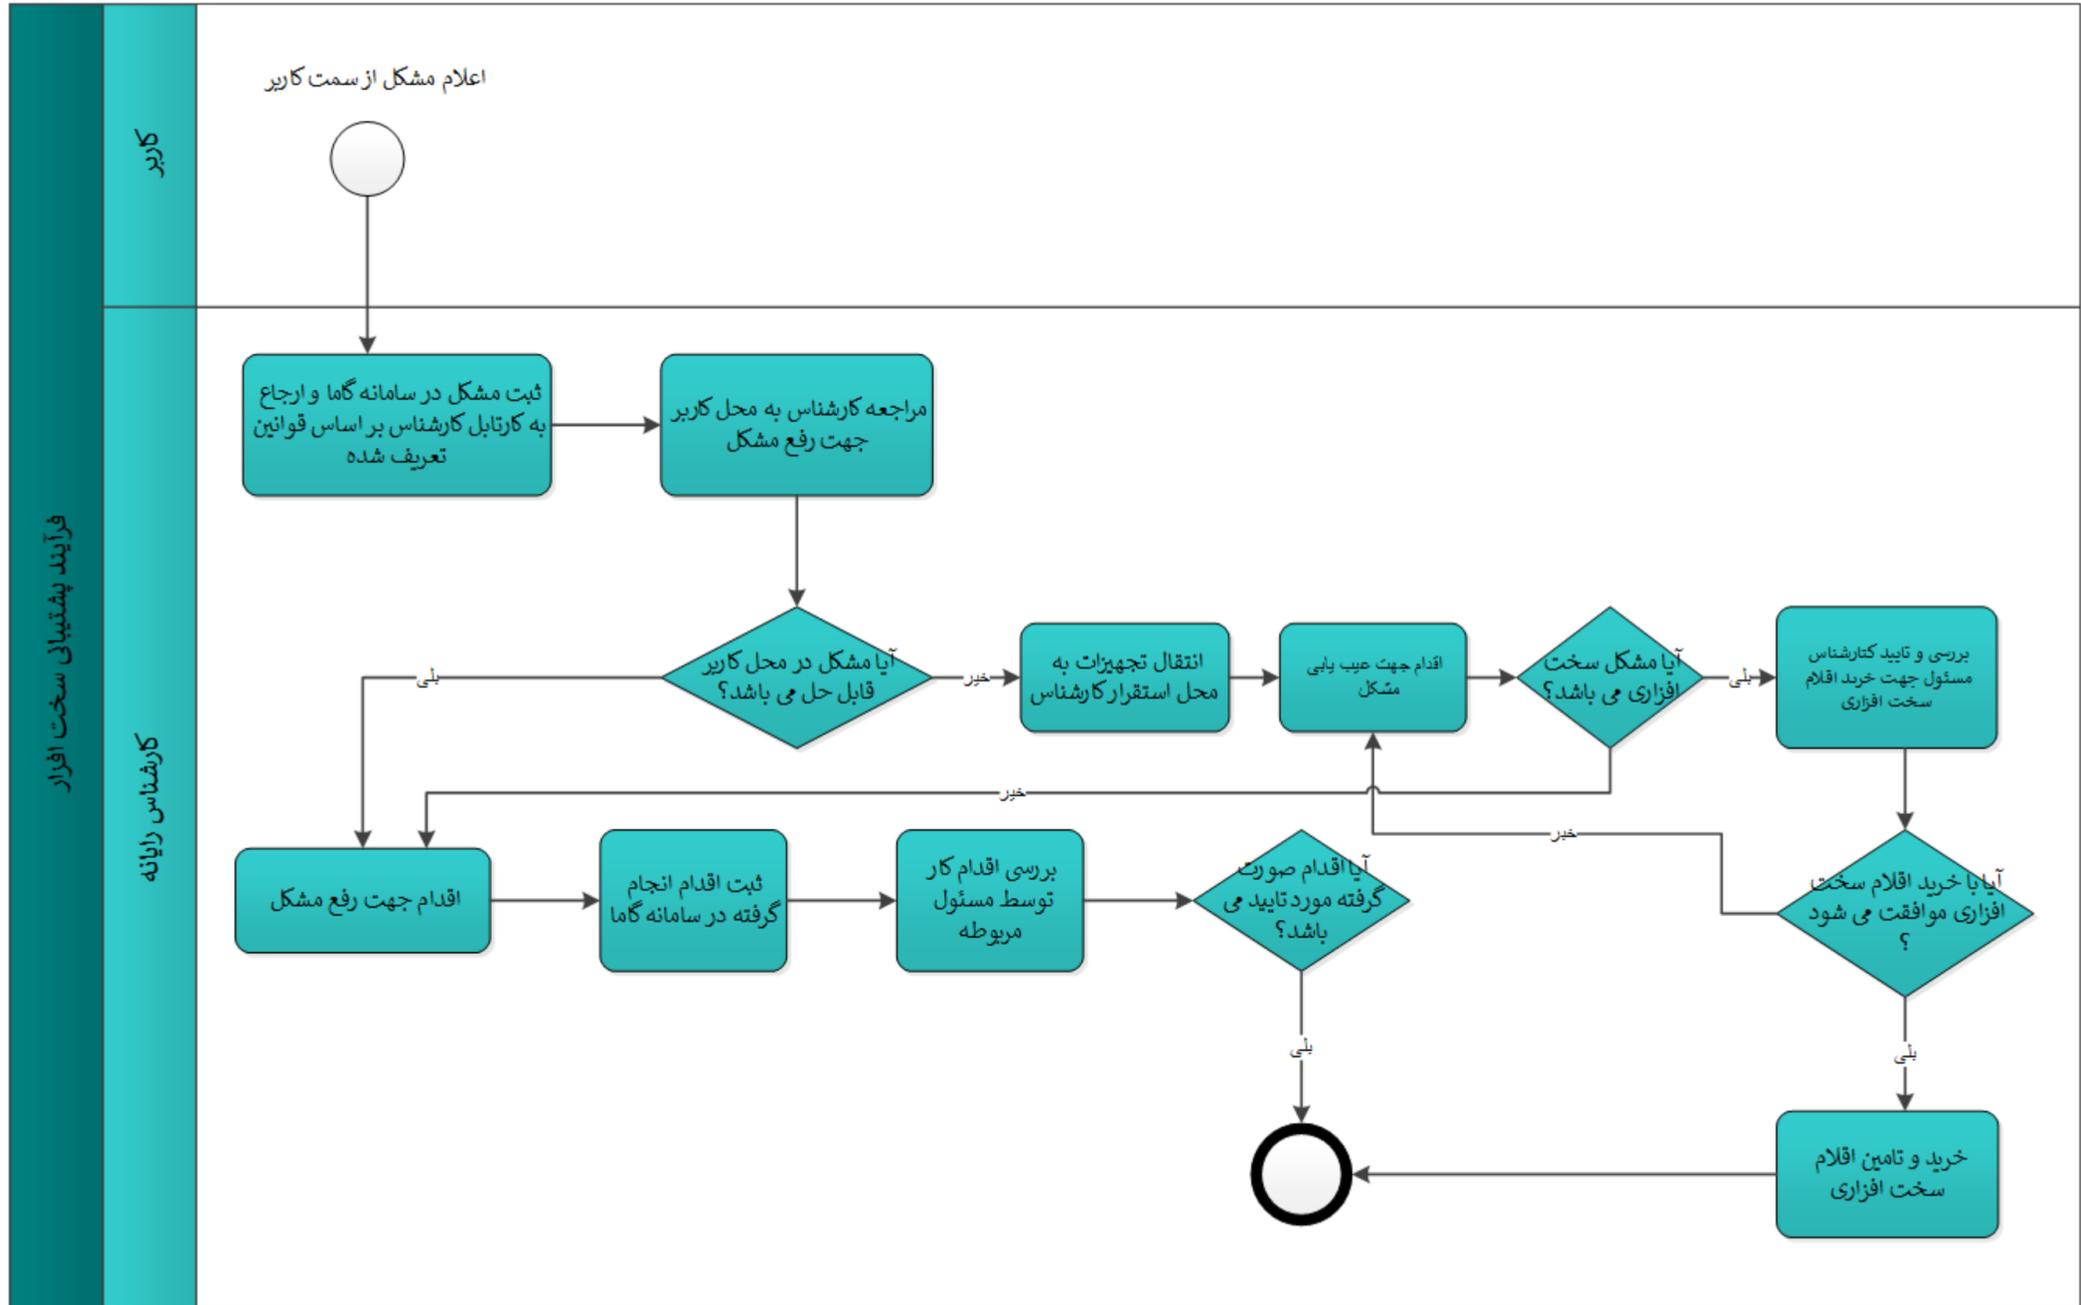 فرآیند پشتیبانی سخت افزار
کاربر
کارشناس رایانه
اعلام مشکل از سمت کاربر
ثبت مشکل در سامانه گاما و ارجاع
به کارتابل کارشناس بر اساس قوانین
تعریف شده
مراجعه کارشناس به محل کاربر
جهت رفع مشکل
آیا مشکل در محل کاربر
قابل حل می باشد؟
بلی
خیر
انتقال تجهیزات به
محل استقرار کارشناس
اقدام جهت عیب یابی
مشکل
آیا مشکل سخت
افزاری می باشد؟
بلی
خیر
بررسی و تایید کتارشناس
مسئول جهت خرید اقلام
سخت افزاری
آیا با خرید اقلام سخت
افزاری موافقت می شود
؟
خیر
بلی
خرید و تامین اقلام
سخت افزاری
اقدام جهت رفع مشکل
ثبت اقدام انجام
گرفته در سامانه گاما
بررسی اقدام کار
توسط مسئول
مربوطه
آیا اقدام صورت
گرفته مورد تایید می
باشد؟
بلی